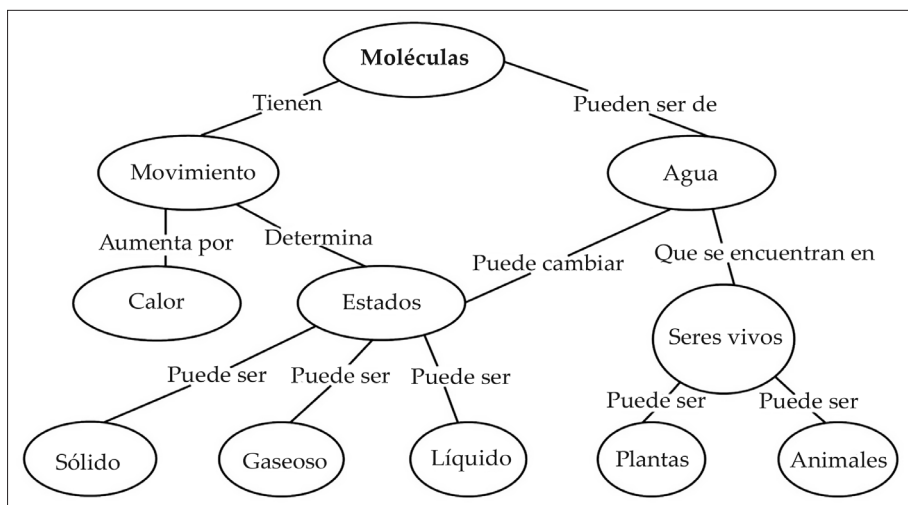 Moléculas
Tienen
Pueden ser de
Movimiento
Agua
Aumenta por
Determina
Puede cambiar
Que se encuentran en
Calor
Estados
Seres vivos
Puede ser
Puede ser
Puede ser
Puede ser
Puede ser
Sólido
Gaseoso
Líquido
Plantas
Animales